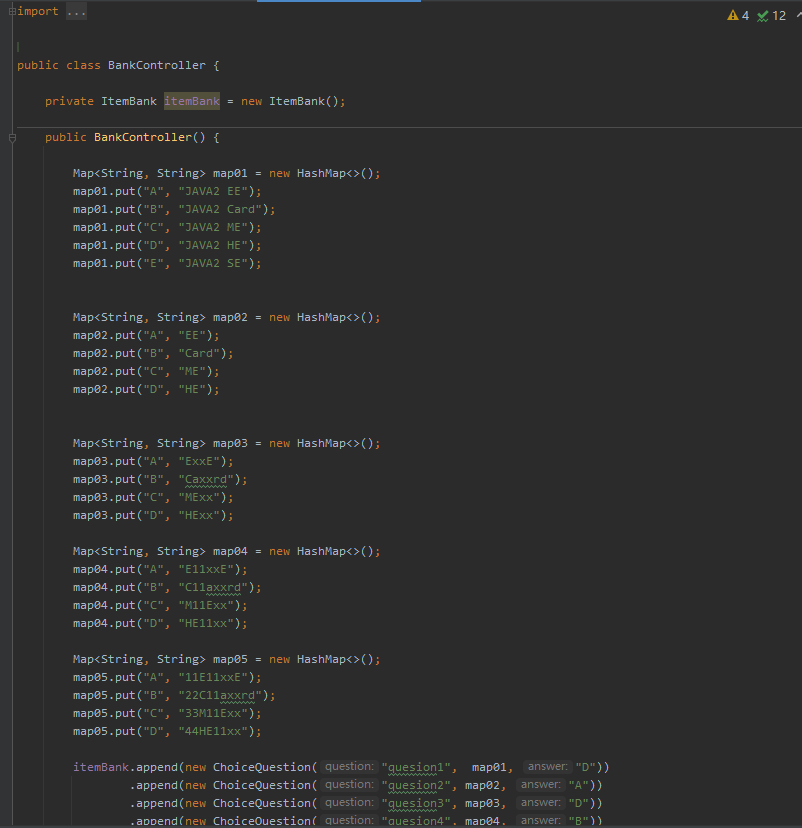 import ...
4 12
public class BankController {
private ItemBank itemBank = new ItemBank();
public BankController() {
Map<String, String> map01 = new HashMap<>();
map01.put("A", "JAVA2 EE");
map01.put("B", "JAVA2 Card");
map01.put("C", "JAVA2 ME");
map01.put("D", "JAVA2 HE");
map01.put("E", "JAVA2 SE");
Map<String, String> map02 = new HashMap<>();
map02.put("A", "EE");
map02.put("B", "Card");
map02.put("C", "ME");
map02.put("D", "HE");
Map<String, String> map03 = new HashMap<>();
map03.put("A", "ExxE");
map03.put("B", "Caxxrd");
map03.put("C", "MExx");
map03.put("D", "HExx");
Map<String, String> map04 = new HashMap<>();
map04.put("A", "E11xxE");
map04.put("B", "C11axxrd");
map04.put("C", "M11Exx");
map04.put("D", "HE11xx");
Map<String, String> map05 = new HashMap<>();
map05.put("A", "11E11xxE");
map05.put("B", "22C11axxrd");
map05.put("C", "33M11Exx");
map05.put("D", "44HE11xx");
itemBank.append(new ChoiceQuestion( question: "quesion1", map01, answer: "D"))
.append(new ChoiceQuestion( question: "quesion2", map02, answer: "A"))
.append(new ChoiceQuestion( question: "quesion3", map03, answer: "D"))
.append(new ChoiceQuestion( question: "quesion4", map04, answer: "B"))